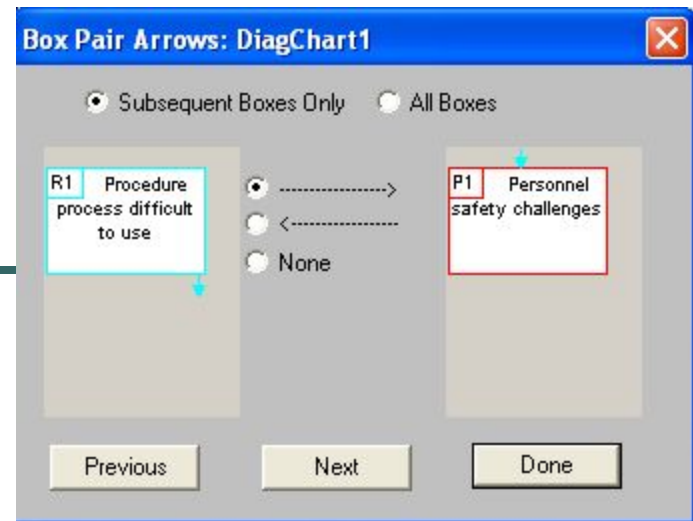 Box Pair Arrows: DiagChart1
Subsequent Boxes Only All Boxes
R1 Procedure
process difficult
to use
------------------>
<------------------
None
P1 Personnel
safety challenges
Previous Next Done